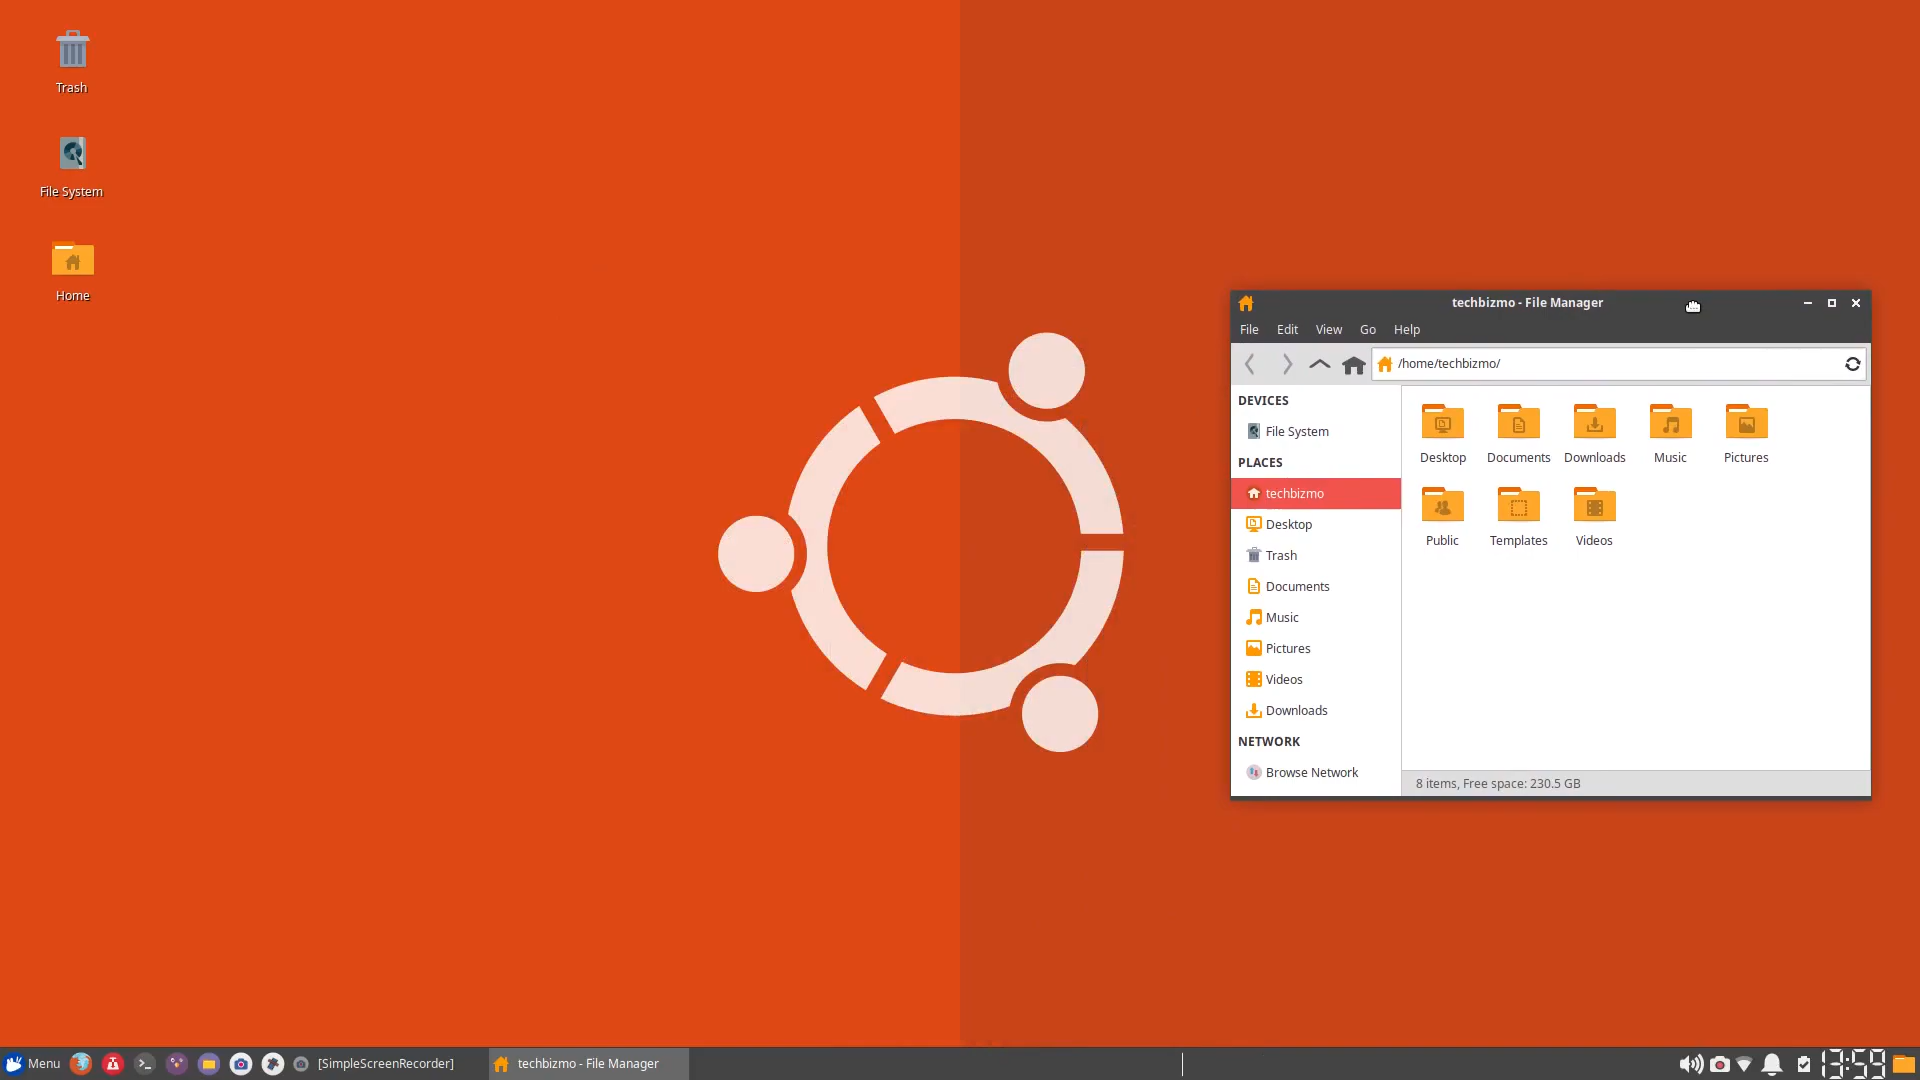 Trash
File System
Home
techbizmo - File Manager
File Edit View Go Help
/home/techbizmo/
DEVICES
File System
PLACES
techbizmo
Desktop
Trash
Documents
Music
Pictures
Videos
Downloads
NETWORK
Browse Network
Desktop Documents Downloads Music Pictures
Public Templates Videos
8 items, Free space: 230.5 GB
Menu [SimpleScreenRecorder] techbizmo - File Manager 13:59